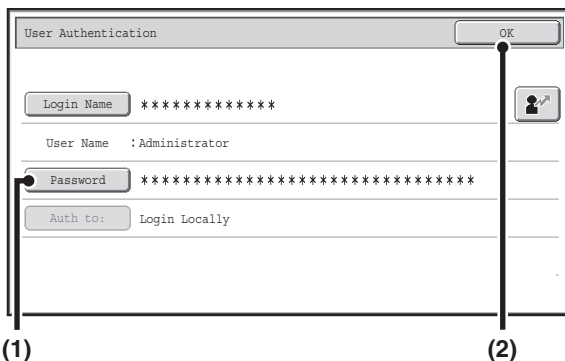 User Authentication OK
Login Name *************
User Name :Administrator
Password ********************************
Auth to: Login Locally
(1) (2)